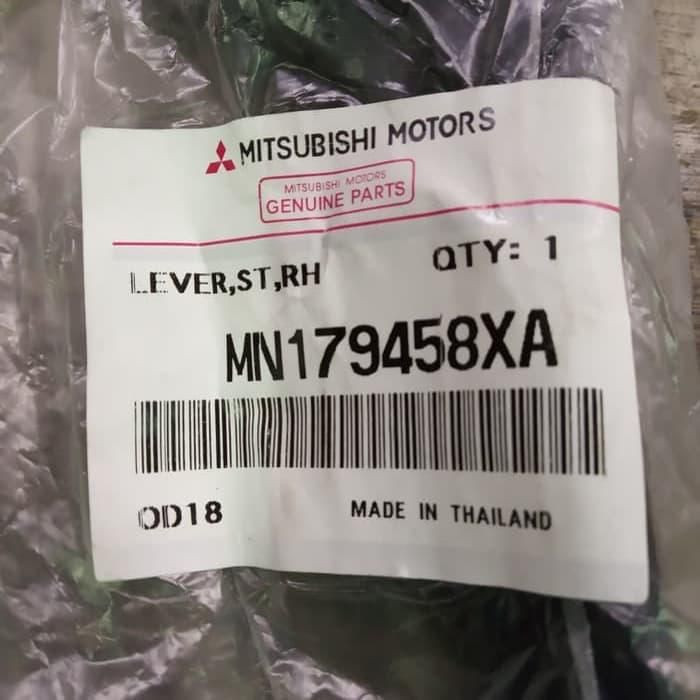 MITSUBISHI MOTORS
MITSUBISHI MOTORS
GENUINE PARTS
LEVER,ST,RH
QTY: 1
MN179458XA
OD18
MADE IN THAILAND